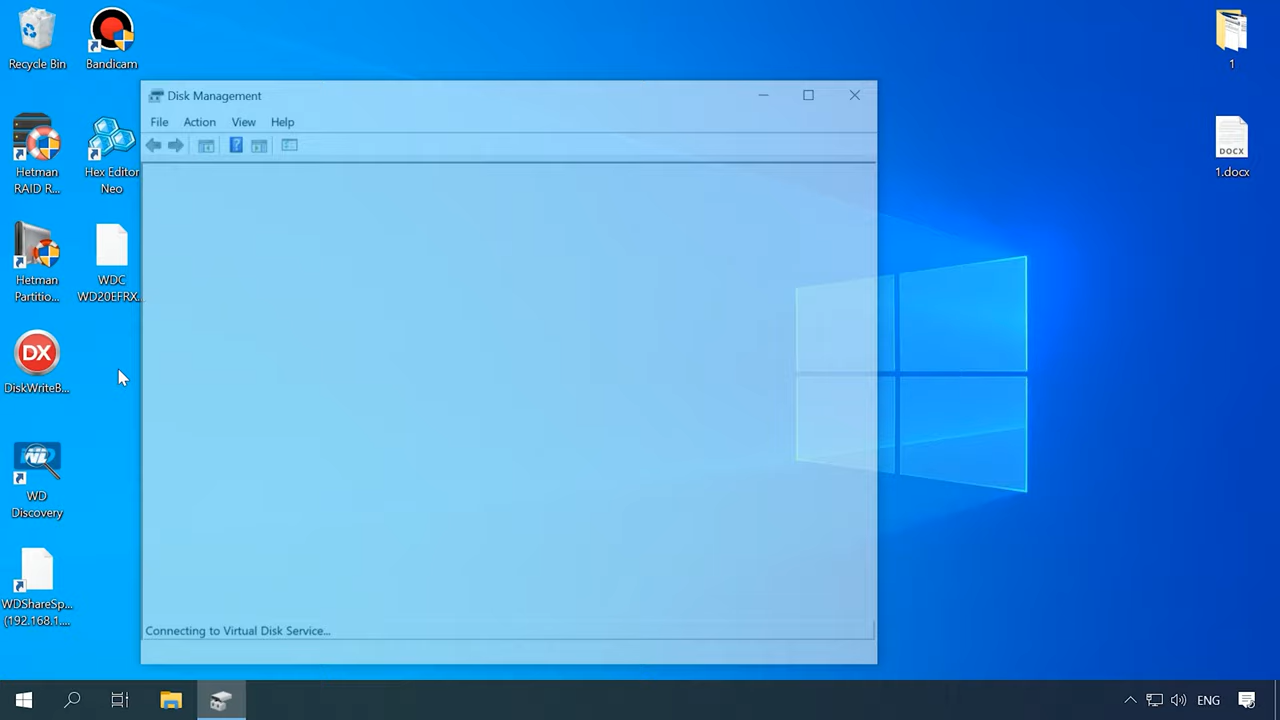 Recycle Bin
Bandicam
Hetman
RAID R...
Hex Editor
Neo
Hetman
Partitio...
WDC
WD20EFRX...
DX
DiskWriteB...
WD
Discovery
WDShareSp...
(192.168.1....
Disk Management
File Action View Help
Connecting to Virtual Disk Service...
1
DOCX
1.docx
ENG